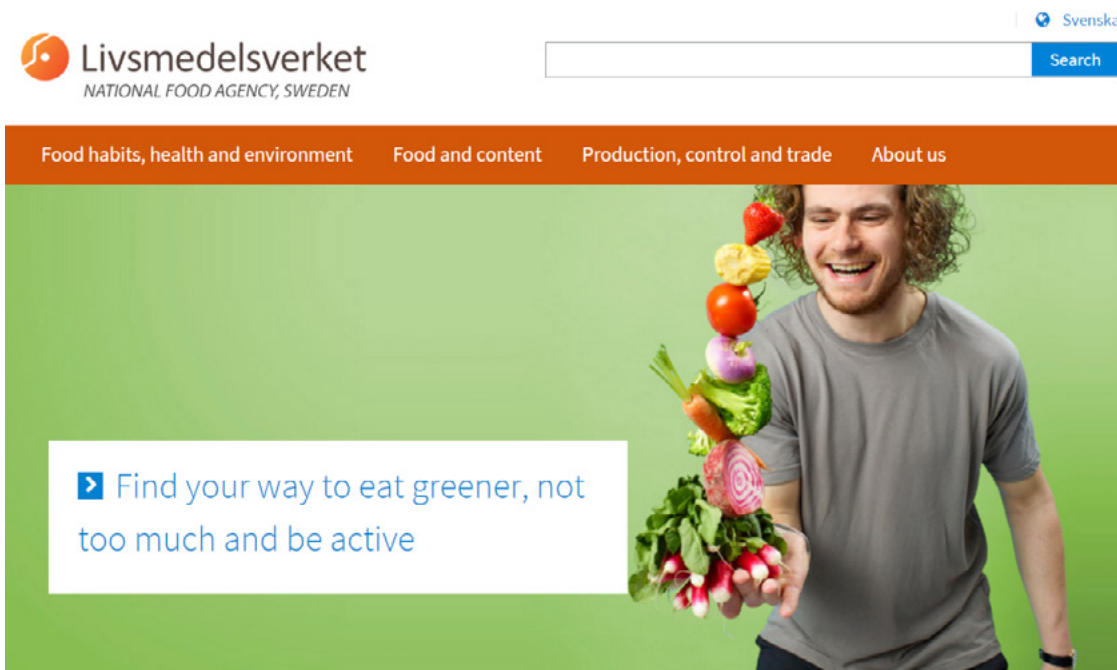 Svenska
Livsmedelsverket
NATIONAL FOOD AGENCY, SWEDEN
Search
Food habits, health and environment
Food and content
Production, control and trade
About us
Find your way to eat greener, not
too much and be active